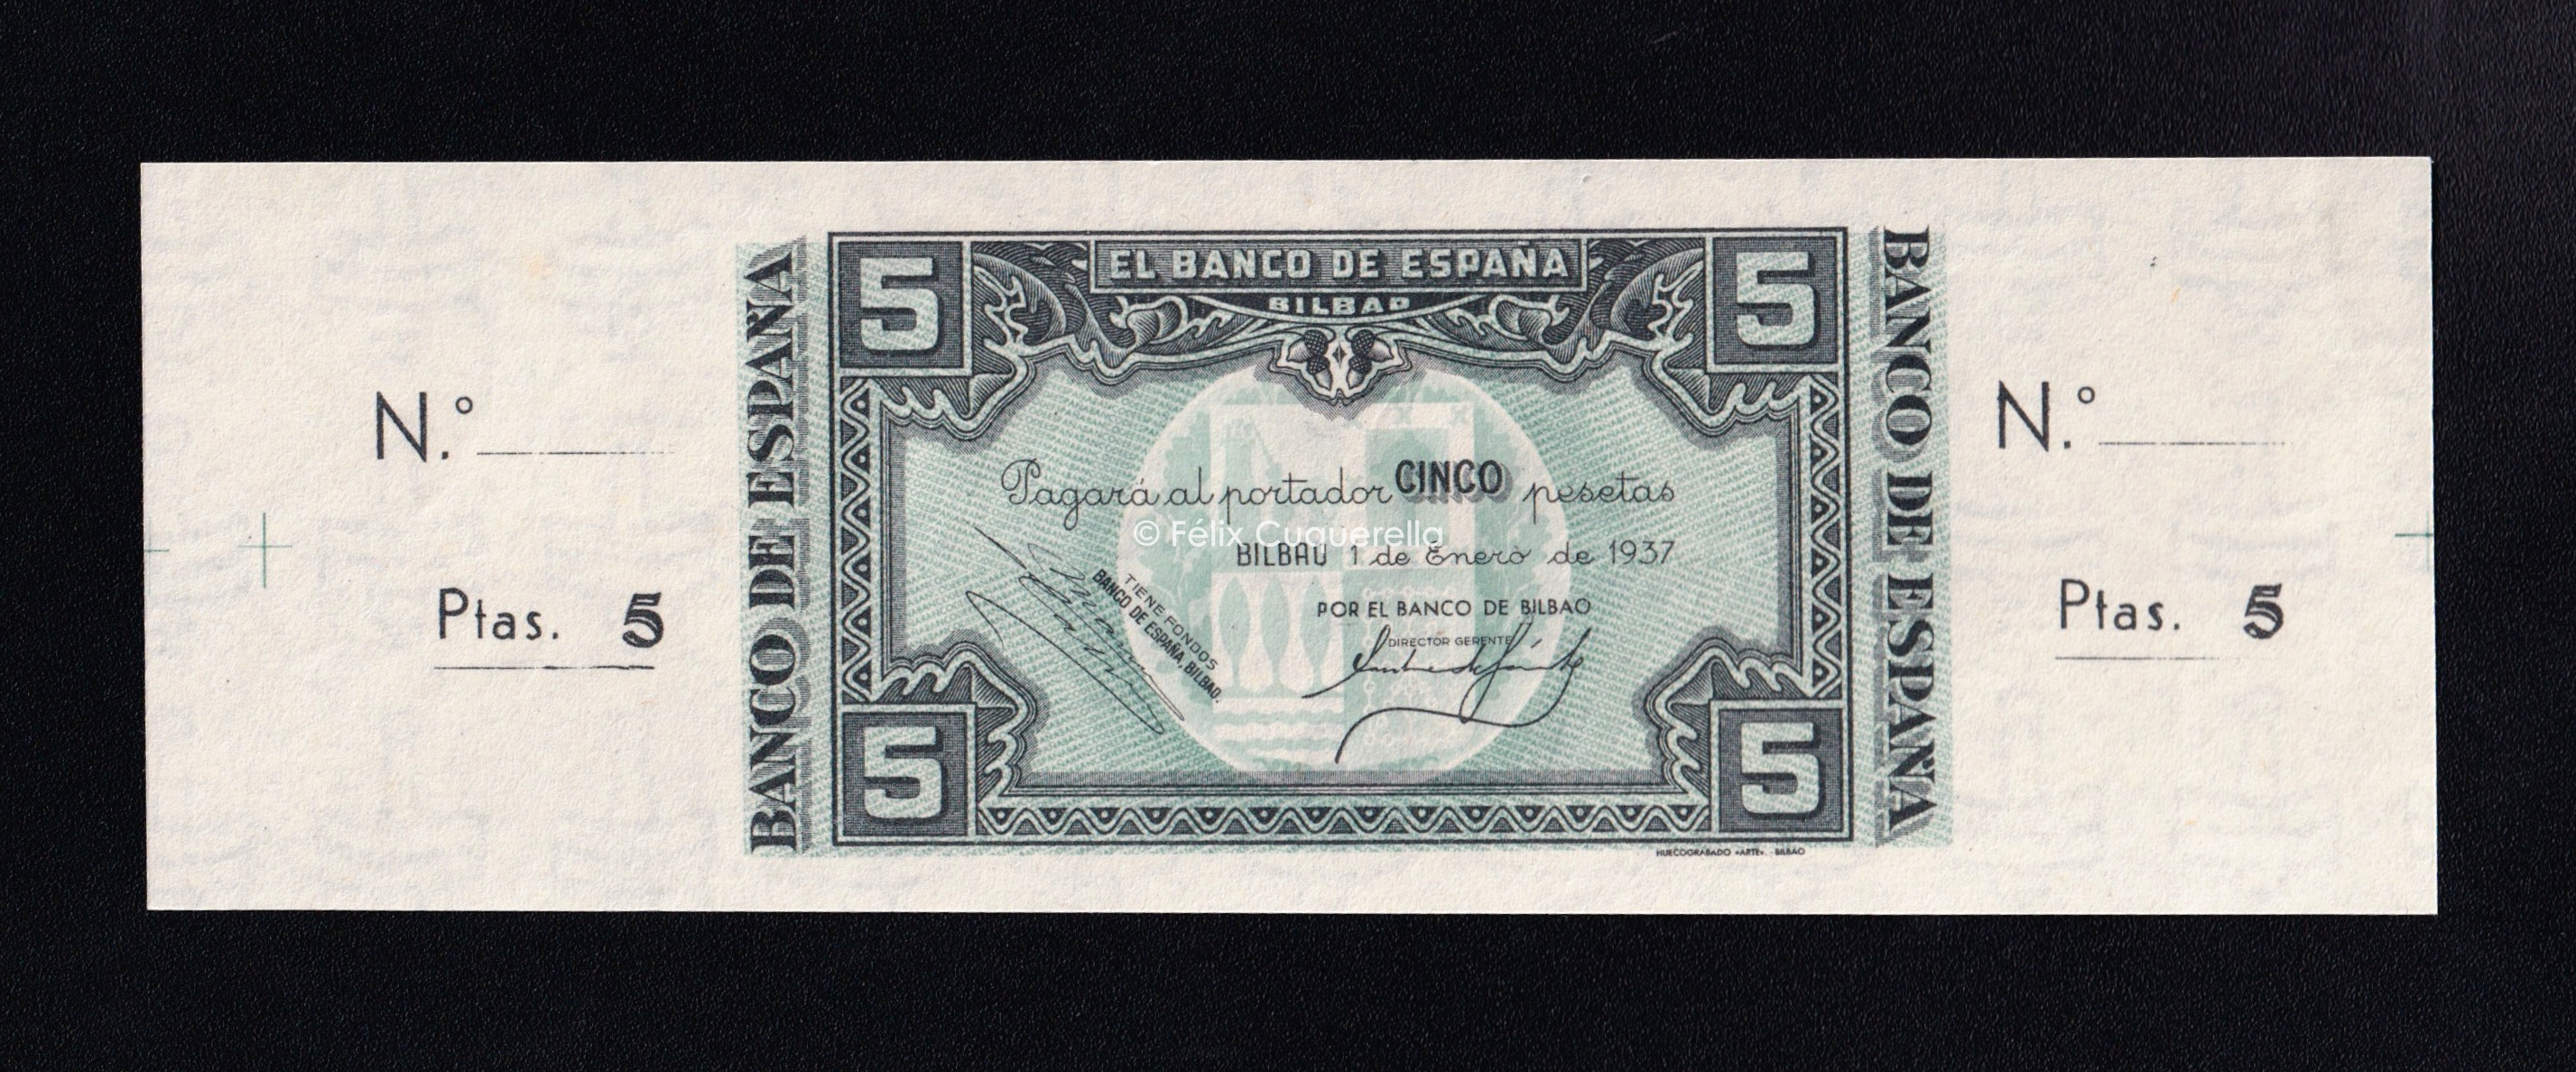 N.º
Ptas. 5
BANCO DE ESPAÑA
5
EL BANCO DE ESPAÑA
5
BILBAO
Pagará al portador CINCO pesetas
© Félix Cuquerella
BILBAO 1 de Enero de 1937
TIENE FONDOS
BANCO DE ESPAÑA, BILBAO.
POR EL BANCO DE BILBAO
DIRECTOR GERENTE
5
5
HUECOGRABADO «ARTE». - BILBAO
BANCO DE ESPAÑA
N.º
Ptas. 5